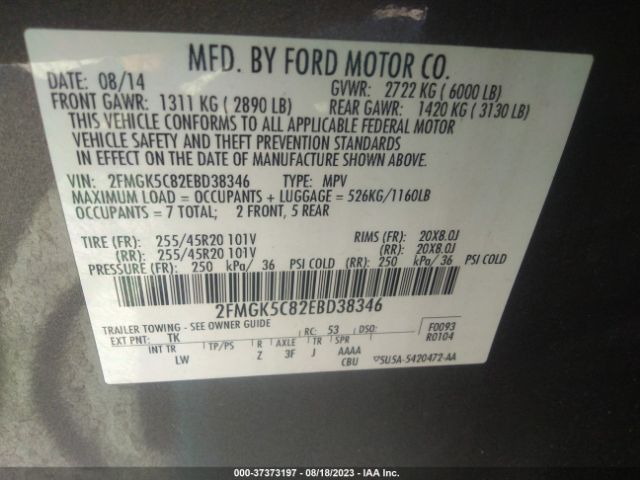 MFD. BY FORD MOTOR CO.
DATE: 08/14 GVWR: 2722 KG ( 6000 LB)
FRONT GAWR: 1311 KG ( 2890 LB) REAR GAWR: 1420 KG ( 3130 LB)
THIS VEHICLE CONFORMS TO ALL APPLICABLE FEDERAL MOTOR
VEHICLE SAFETY AND THEFT PREVENTION STANDARDS
IN EFFECT ON THE DATE OF MANUFACTURE SHOWN ABOVE.
VIN: 2FMGK5C82EBD38346 TYPE: MPV
MAXIMUM LOAD = OCCUPANTS + LUGGAGE = 526KG/1160LB
OCCUPANTS = 7 TOTAL; 2 FRONT, 5 REAR
TIRE (FR): 255/45R20 101V RIMS (FR): 20X8.0J
(RR): 255/45R20 101V (RR): 20X8.0J
PRESSURE (FR): 250 kPa/ 36 PSI COLD (RR): 250 kPa/ 36 PSI COLD
2FMGK5C82EBD38346
TRAILER TOWING - SEE OWNER GUIDE
EXT PNT: TK RC: 53 DSO: F0093
INT TR TP/PS R AXLE TR SPR R0104
LW Z 3F J AAAA
CBU 5U5A-5420472-AA
000-37373197 - 08/18/2023 - IAA Inc.